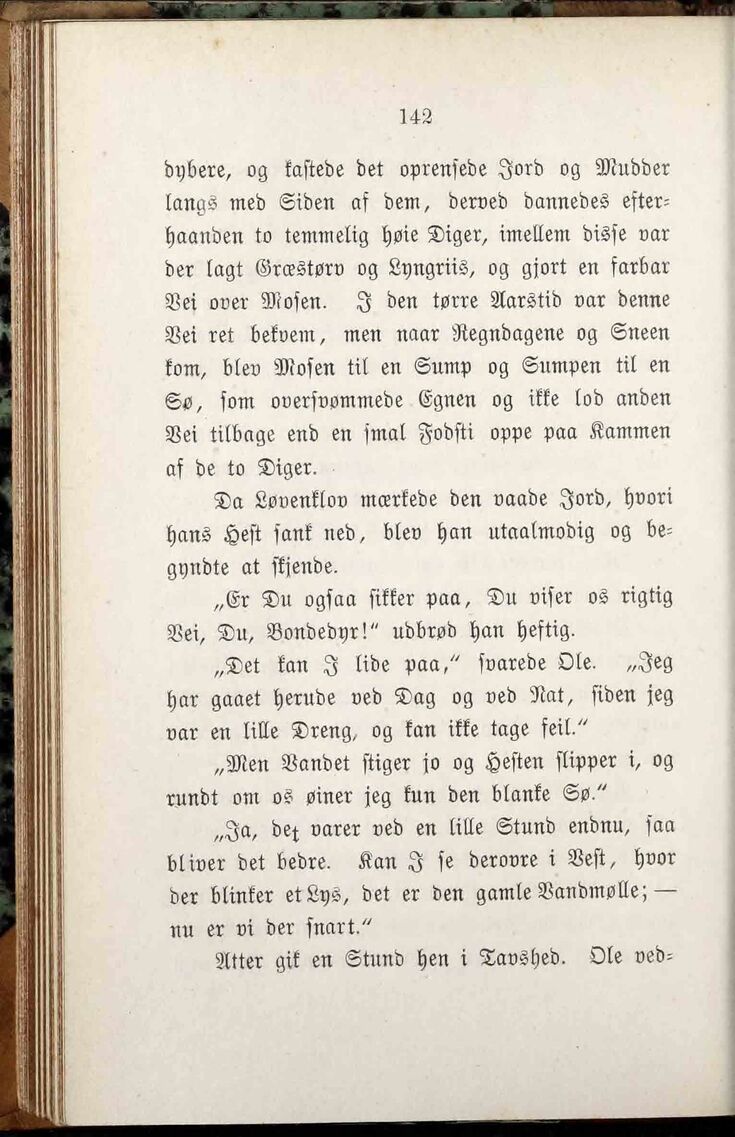 142
dybere, og kastede det oprensede Jord og Mudder
langs med Siden af dem, derved dannedes efter-
haanden to temmelig høie Diger, imellem disse var
der lagt Græstørv og Lyngriis, og gjort en farbar
Vei over Mosen. I den tørre Aarstid var denne
Vei ret bekvem, men naar Regndagene og Sneen
kom, blev Mosen til en Sump og Sumpen til en
Sø, som oversvømmede Egnen og ikke lod anden
Vei tilbage end en smal Fodsti oppe paa Kammen
af de to Diger.
Da Løvenklov mærkede den vaade Jord, hvori
hans Hest sank ned, blev han utaalmodig og be-
gyndte at skjende.
„Er Du ogsaa sikker paa, Du viser os rigtig
Vei, Du, Bondedyr!" udbrød han heftig.
„Det kan I lide paa," svarede Ole. „Jeg
har gaaet herude ved Dag og ved Nat, siden jeg
var en lille Dreng, og kan ikke tage feil."
„Men Vandet stiger jo og Hesten slipper i, og
rundt om os øiner jeg kun den blanke Sø."
„Ja, det varer ved en lille Stund endnu, saa
bliver det bedre. Kan I se derovre i Vest, hvor
der blinker et Lys, det er den gamle Vandmølle; —
nu er vi der snart."
Atter gik en Stund hen i Tavshed. Ole ved-